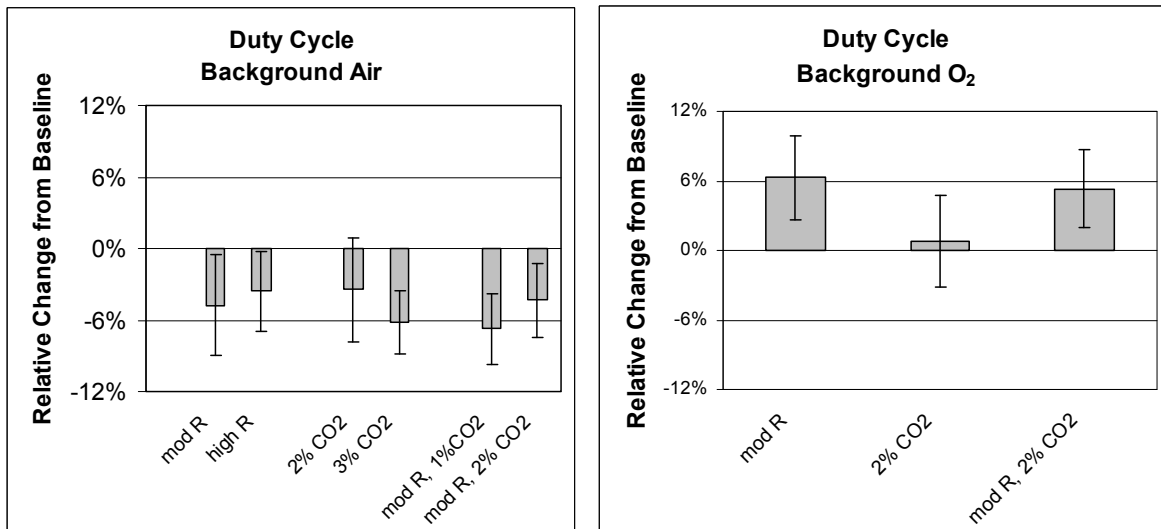 Duty Cycle
Background Air
Relative Change from Baseline
12%
6%
0%
-6%
-12%
mod R
high R
2% CO2
3% CO2
mod R, 1%CO2
mod R, 2% CO2
Duty Cycle
Background O₂
Relative Change from Baseline
12%
6%
0%
-6%
-12%
mod R
2% CO2
mod R, 2% CO2